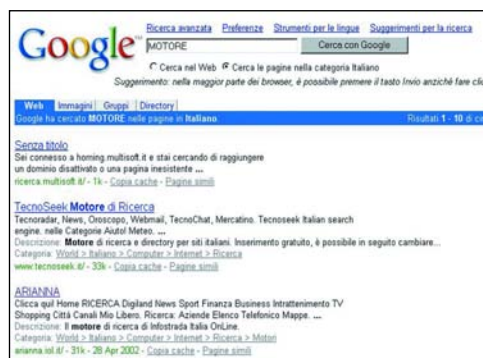 Ricerca avanzata Preferenze Strumenti per le lingue Suggerimenti per la ricerca
Google™
MOTORE Cerca con Google
Cerca nel Web Cerca le pagine nella categoria Italiano
Suggerimento: nella maggior parte dei browser, è possibile premere il tasto Invio anziché fare clic
Web Immagini Gruppi Directory
Google ha cercato MOTORE nelle pagine in Italiano. Risultati 1 - 10 di
Senza titolo
Sei connesso a homing.multisoft.it e stai cercando di raggiungere
un dominio disattivato o una pagina inesistente ...
ricerca.multisoft.it/ - 1k - Copia cache - Pagine simili
TecnoSeek Motore di Ricerca
Tecnoradar, News, Oroscopo, Webmail, TecnoChat, Mercatino. Tecnoseek Italian search
engine. nelle Categorie Aiuto! Meteo. ...
Descrizione: Motore di ricerca e directory per siti italiani. Inserimento gratuito, è possibile in seguito cambiare...
Categoria: World > Italiano > Computer > Internet > Ricerca
www.tecnoseek.it/ - 33k - Copia cache - Pagine simili
ARIANNA
Clicca qui! Home RICERCA Digiland News Sport Finanza Business Intrattenimento TV
Shopping Città Canali Mio Libero. Ricerca: Aziende Elenco Telefonico Mappe. ...
Descrizione: Il motore di ricerca di Infostrada Italia OnLine.
Categoria: World > Italiano > Computer > Internet > Ricerca > Motori
arianna.iol.it/ - 31k - 28 Apr 2002 - Copia cache - Pagine simili